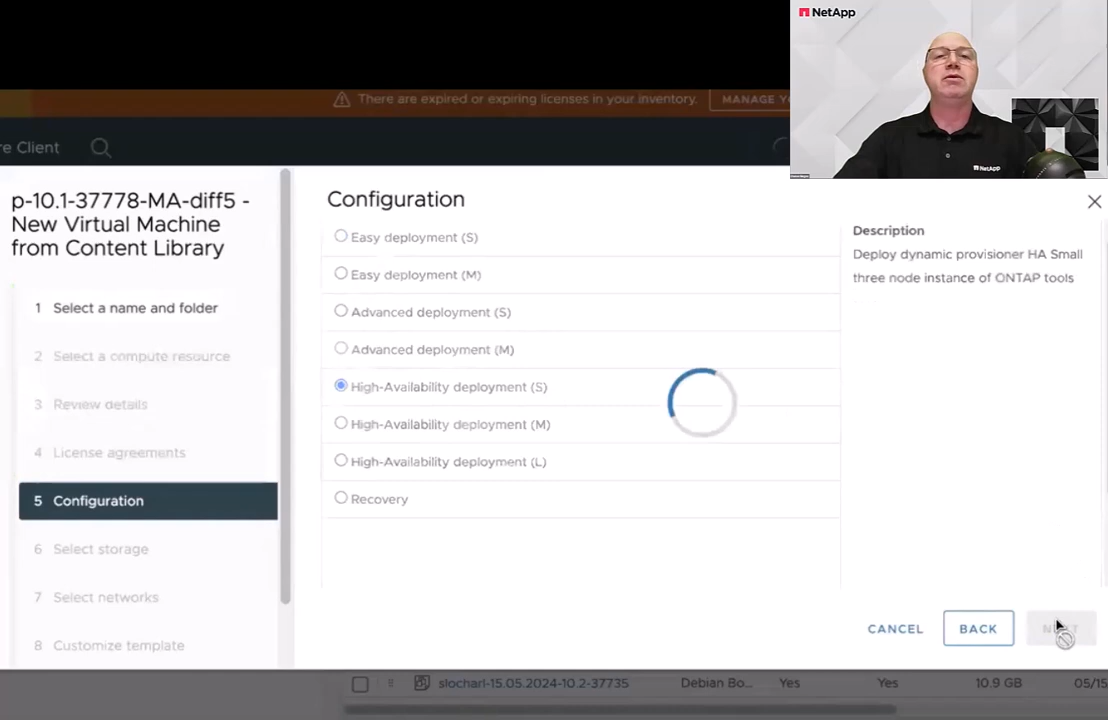 NetApp
There are expired or expiring licenses in your inventory.
MANAGE
Client
p-10.1-37778-MA-diff5 -
New Virtual Machine
from Content Library
1 Select a name and folder
2 Select a compute resource
3 Review details
4 License agreements
5 Configuration
6 Select storage
7 Select networks
8 Customize template
Configuration
Easy deployment (S)
Easy deployment (M)
Advanced deployment (S)
Advanced deployment (M)
High-Availability deployment (S)
High-Availability deployment (M)
High-Availability deployment (L)
Recovery
Description
Deploy dynamic provisioner HA Small
three node instance of ONTAP tools
CANCEL
BACK
slocharl-15.05.2024-10.2-37735 Debian Bo... Yes Yes 10.9 GB 05/15
NetApp